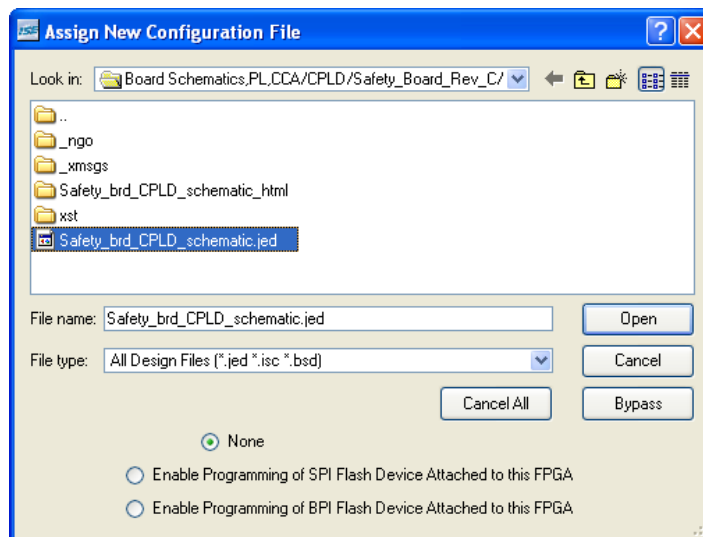 ISE Assign New Configuration File
Look in: Board Schematics,PL,CCA/CPLD/Safety_Board_Rev_C/
..
_ngo
_xmsgs
Safety_brd_CPLD_schematic_html
xst
Safety_brd_CPLD_schematic.jed
File name: Safety_brd_CPLD_schematic.jed Open
File type: All Design Files (*.jed *.isc *.bsd) Cancel
Cancel All Bypass
None
Enable Programming of SPI Flash Device Attached to this FPGA
Enable Programming of BPI Flash Device Attached to this FPGA